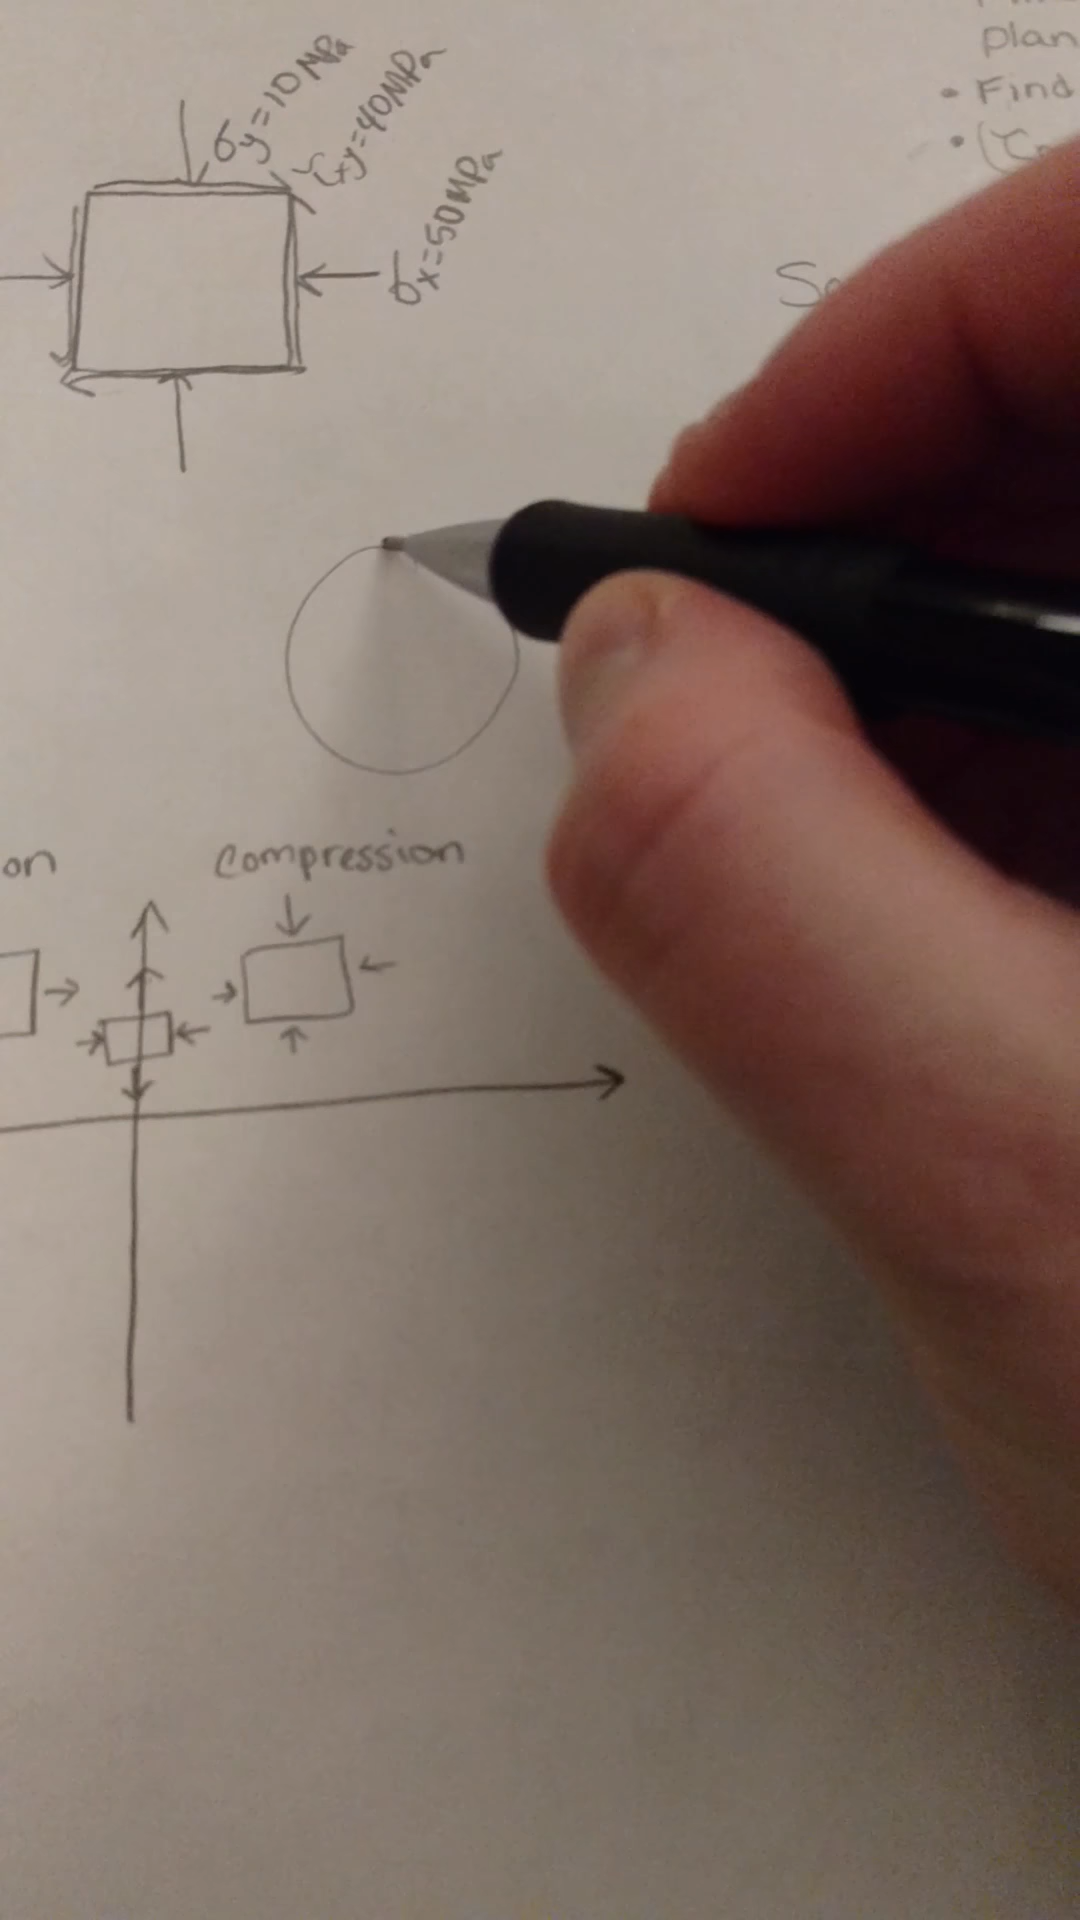 plan
• Find
σy=10MPa
τxy=40MPa
σx=50MPa
on
compression